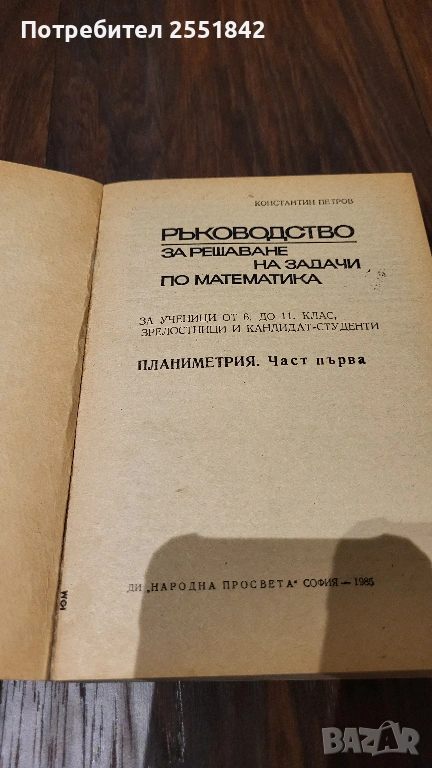 Потребител 2551842
КОНСТАНТИН ПЕТРОВ
РЪКОВОДСТВО
ЗА РЕШАВАНЕ
НА ЗАДАЧИ
ПО МАТЕМАТИКА
ЗА УЧЕНИЦИ ОТ 6. ДО 11. КЛАС,
ЗРЕЛОСТНИЦИ И КАНДИДАТ-СТУДЕНТИ
ПЛАНИМЕТРИЯ. Част първа
ДИ „НАРОДНА ПРОСВЕТА“ СОФИЯ — 1985
BAZAR